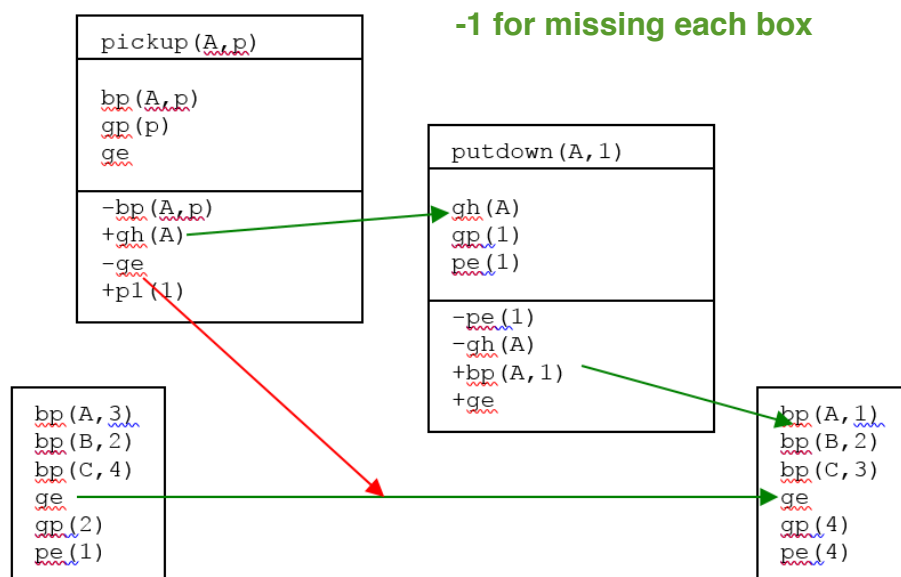 -1 for missing each box
pickup(A,p)
bp(A,p)
gp(p)
ge
-bp(A,p)
+gh(A)
-ge
+p1(1)
putdown(A,1)
gh(A)
gp(1)
pe(1)
-pe(1)
-gh(A)
+bp(A,1)
+ge
bp(A,3)
bp(B,2)
bp(C,4)
ge
gp(2)
pe(1)
bp(A,1)
bp(B,2)
bp(C,3)
ge
gp(4)
pe(4)